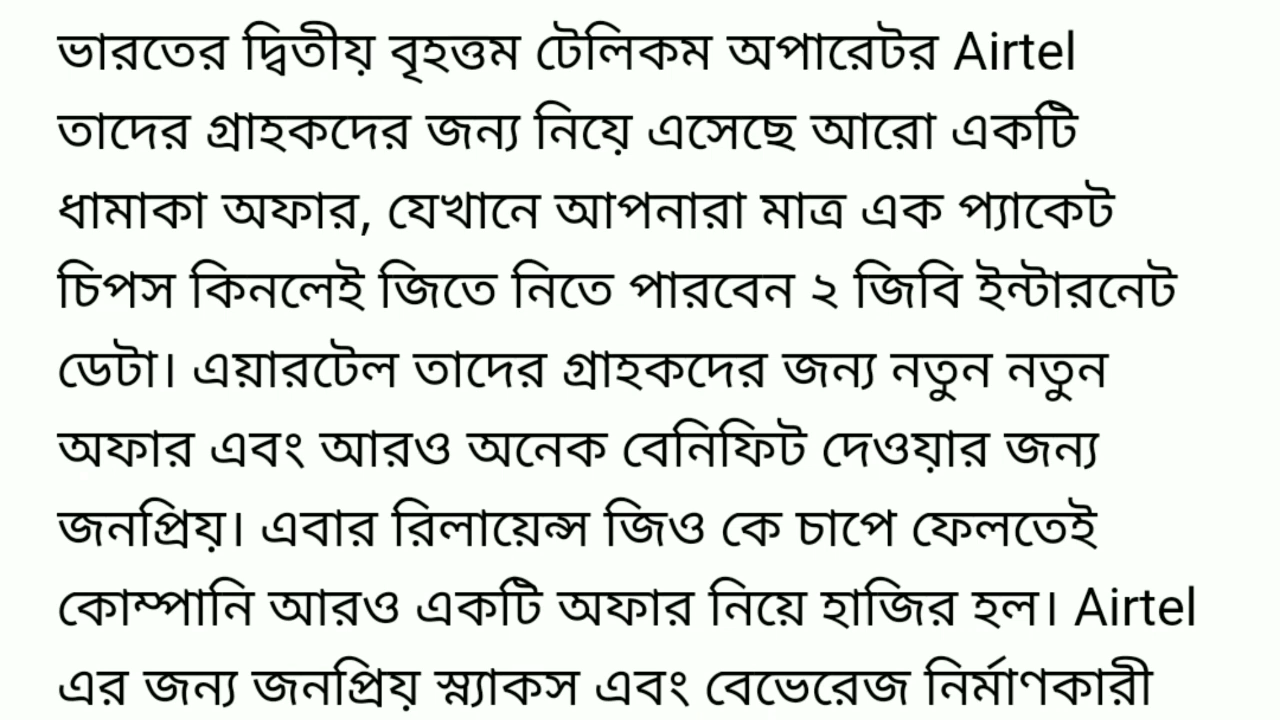 ভারতের দ্বিতীয় বৃহত্তম টেলিকম অপারেটর Airtel
তাদের গ্রাহকদের জন্য নিয়ে এসেছে আরো একটি
ধামাকা অফার, যেখানে আপনারা মাত্র এক প্যাকেট
চিপস কিনলেই জিতে নিতে পারবেন ২ জিবি ইন্টারনেট
ডেটা। এয়ারটেল তাদের গ্রাহকদের জন্য নতুন নতুন
অফার এবং আরও অনেক বেনিফিট দেওয়ার জন্য
জনপ্রিয়। এবার রিলায়েন্স জিও কে চাপে ফেলতেই
কোম্পানি আরও একটি অফার নিয়ে হাজির হল। Airtel
এর জন্য জনপ্রিয় স্ন্যাকস এবং বেভেরেজ নির্মাণকারী